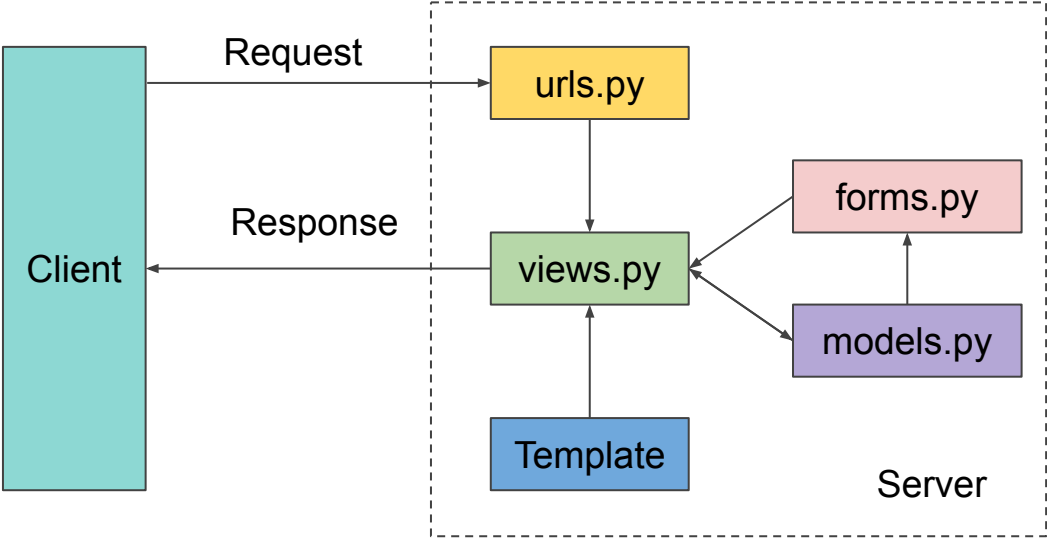 Request
urls.py
forms.py
Response
Client
views.py
models.py
Template
Server